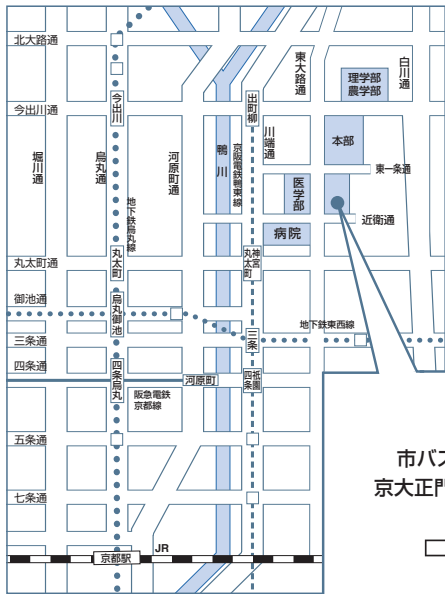 北大路通
今出川通
丸太町通
御池通
三条通
四条通
五条通
七条通
堀川通
烏丸通
今出川
地下鉄烏丸線
河原町通
鴨川
京阪電鉄鴨東線
出町柳
川端通
東大路通
理学部
農学部
白川通
本部
東一条通
医学部
近衛通
病院
丸太町
神宮
丸太町
烏丸御池
三条
地下鉄東西線
四条烏丸
河原町
祇園
四条
阪急電鉄
京都線
京都駅
JR
市バス
京大正門